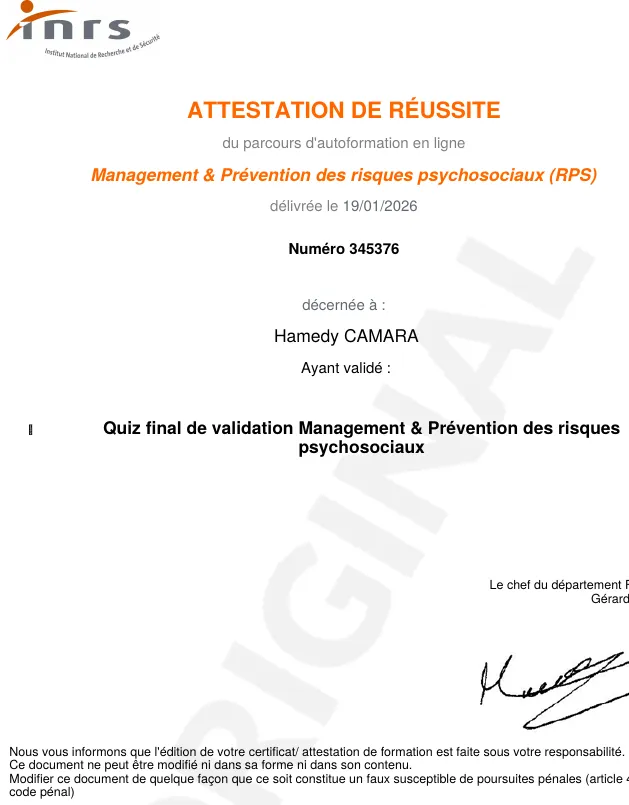 inrs
Institut National de Recherche et de Sécurité
ATTESTATION DE RÉUSSITE
du parcours d'autoformation en ligne
Management & Prévention des risques psychosociaux (RPS)
délivrée le 19/01/2026
Numéro 345376
décernée à :
Hamedy CAMARA
Ayant validé :
Quiz final de validation Management & Prévention des risques
psychosociaux
ORIGINAL
Le chef du département F
Gérard
Nous vous informons que l'édition de votre certificat/ attestation de formation est faite sous votre responsabilité.
Ce document ne peut être modifié ni dans sa forme ni dans son contenu.
Modifier ce document de quelque façon que ce soit constitue un faux susceptible de poursuites pénales (article 4
code pénal)